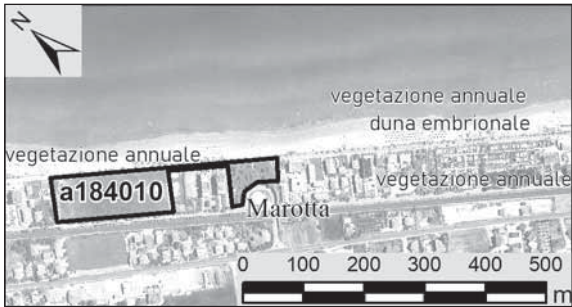 N
vegetazione annuale
duna embrionale
vegetazione annuale
a184010
vegetazione annuale
Marotta
0 100 200 300 400 500
m